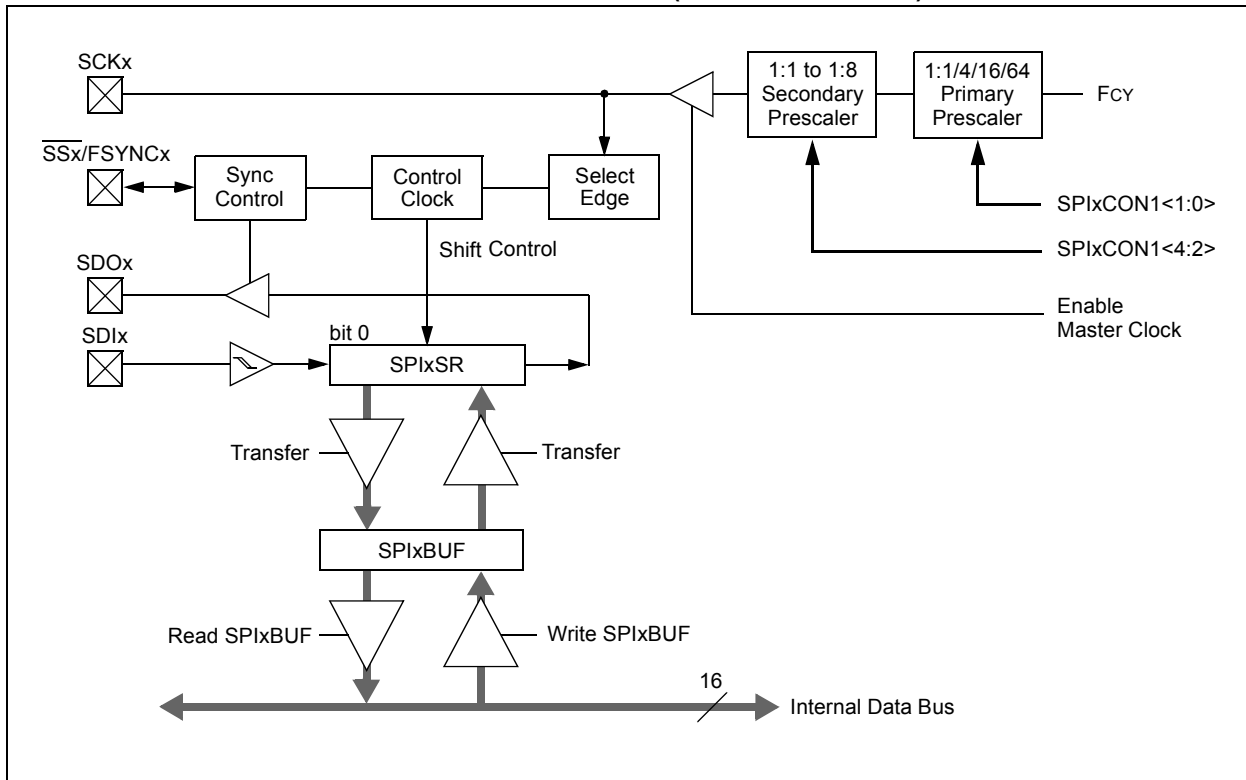 SCKx
1:1 to 1:8
Secondary
Prescaler
1:1/4/16/64
Primary
Prescaler
FCY
SSx/FSYNCx
Sync
Control
Control
Clock
Select
Edge
SPIxCON1<1:0>
Shift Control
SPIxCON1<4:2>
SDOx
Enable
Master Clock
SDIx
bit 0
SPIxSR
Transfer
Transfer
SPIxBUF
Read SPIxBUF
Write SPIxBUF
16
Internal Data Bus